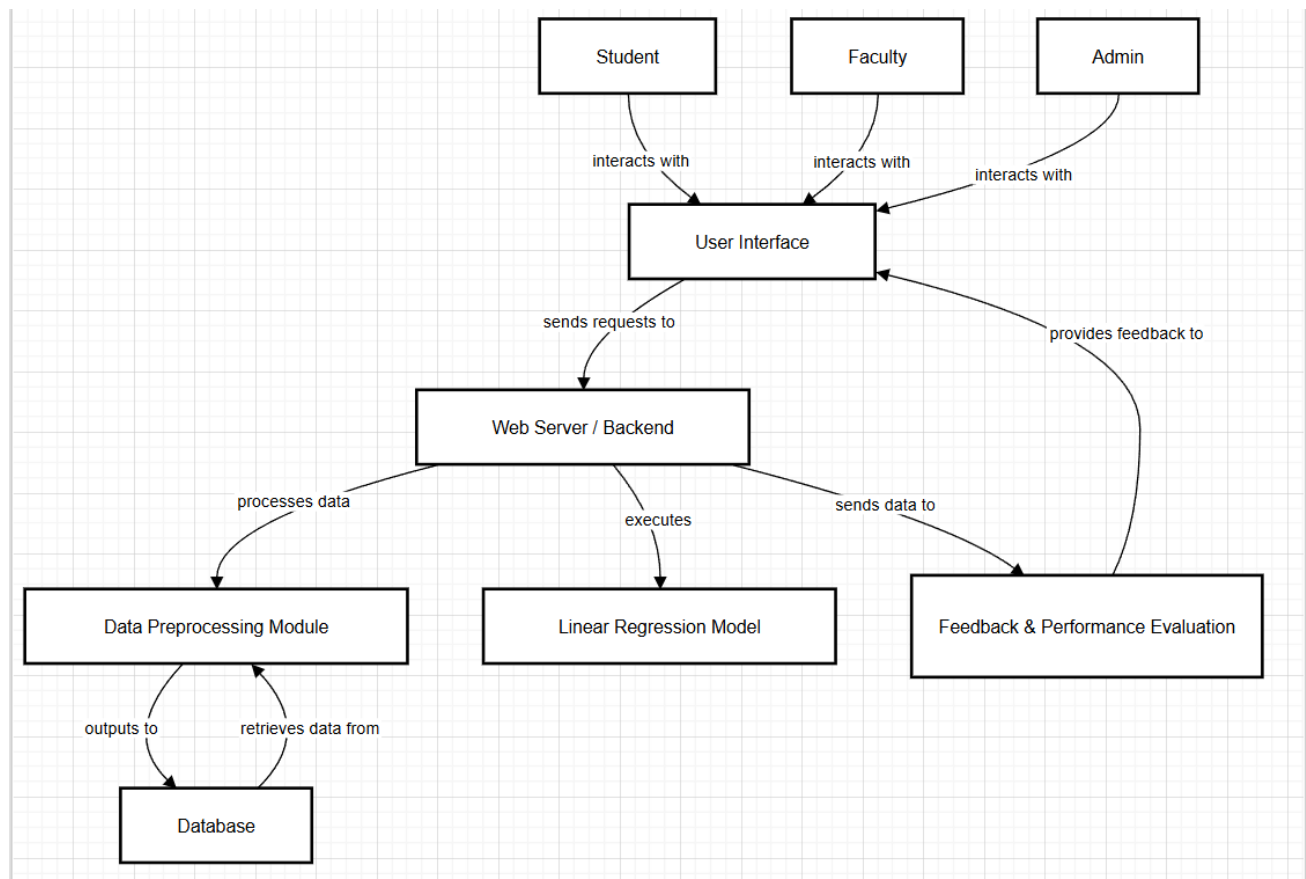 Student
Faculty
Admin
interacts with
interacts with
interacts with
User Interface
sends requests to
provides feedback to
Web Server / Backend
processes data
executes
sends data to
Data Preprocessing Module
Linear Regression Model
Feedback & Performance Evaluation
outputs to
retrieves data from
Database